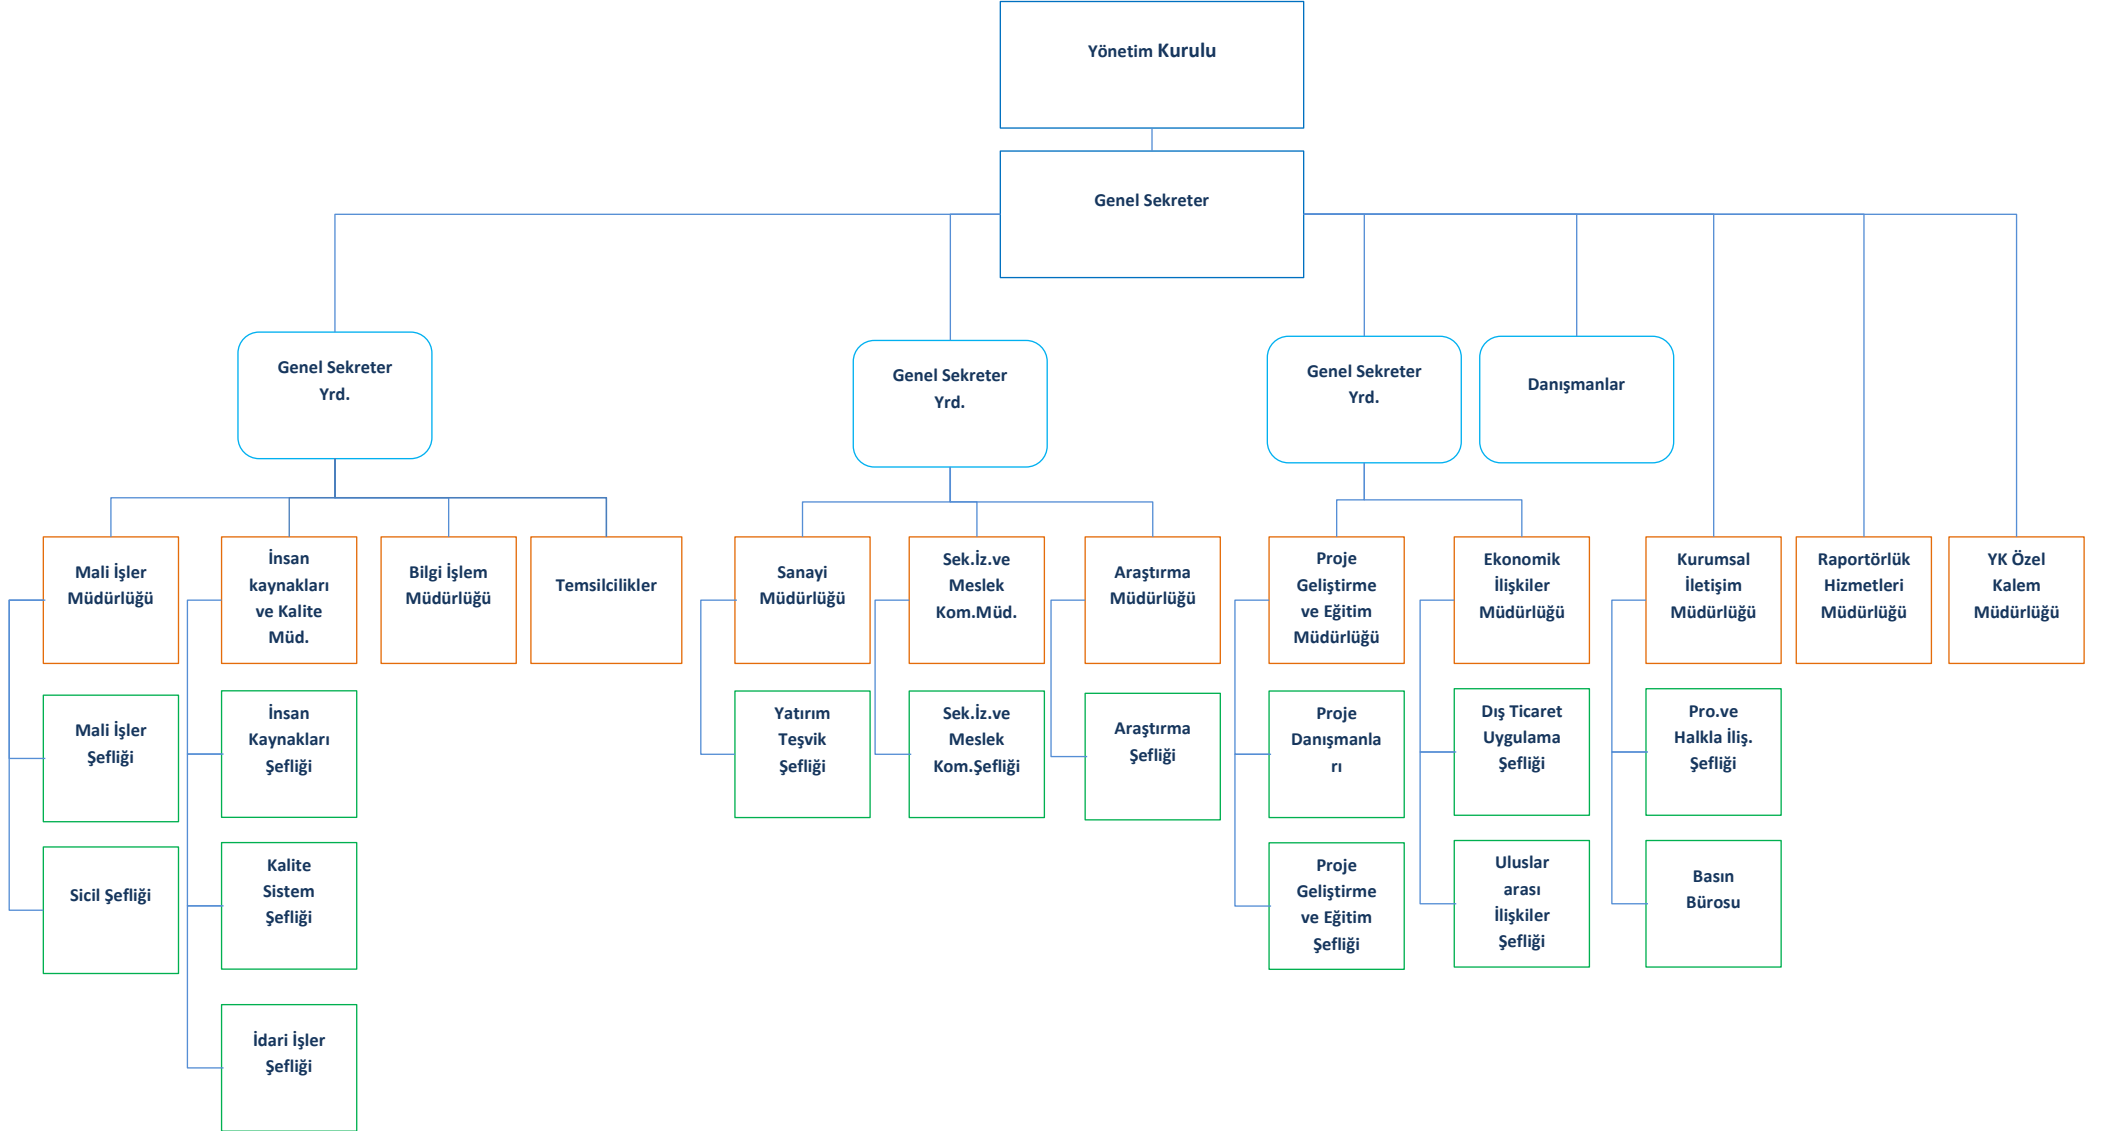 Yönetim Kurulu
Genel Sekreter
Genel Sekreter
Yrd.
Genel Sekreter
Yrd.
Genel Sekreter
Yrd.
Danışmanlar
Mali İşler
Müdürlüğü
İnsan
kaynakları
ve Kalite
Müd.
Bilgi İşlem
Müdürlüğü
Temsilcilikler
Sanayi
Müdürlüğü
Sek.İz.ve
Meslek
Kom.Müd.
Araştırma
Müdürlüğü
Proje
Geliştirme
ve Eğitim
Müdürlüğü
Ekonomik
İlişkiler
Müdürlüğü
Kurumsal
İletişim
Müdürlüğü
Raportörlük
Hizmetleri
Müdürlüğü
YK Özel
Kalem
Müdürlüğü
Mali İşler
Şefliği
İnsan
Kaynakları
Şefliği
Yatırım
Teşvik
Şefliği
Sek.İz.ve
Meslek
Kom.Şefliği
Araştırma
Şefliği
Proje
Danışmanla
rı
Dış Ticaret
Uygulama
Şefliği
Pro.ve
Halkla İliş.
Şefliği
Sicil Şefliği
Kalite
Sistem
Şefliği
Proje
Geliştirme
ve Eğitim
Şefliği
Uluslar
arası
İlişkiler
Şefliği
Basın
Bürosu
İdari İşler
Şefliği